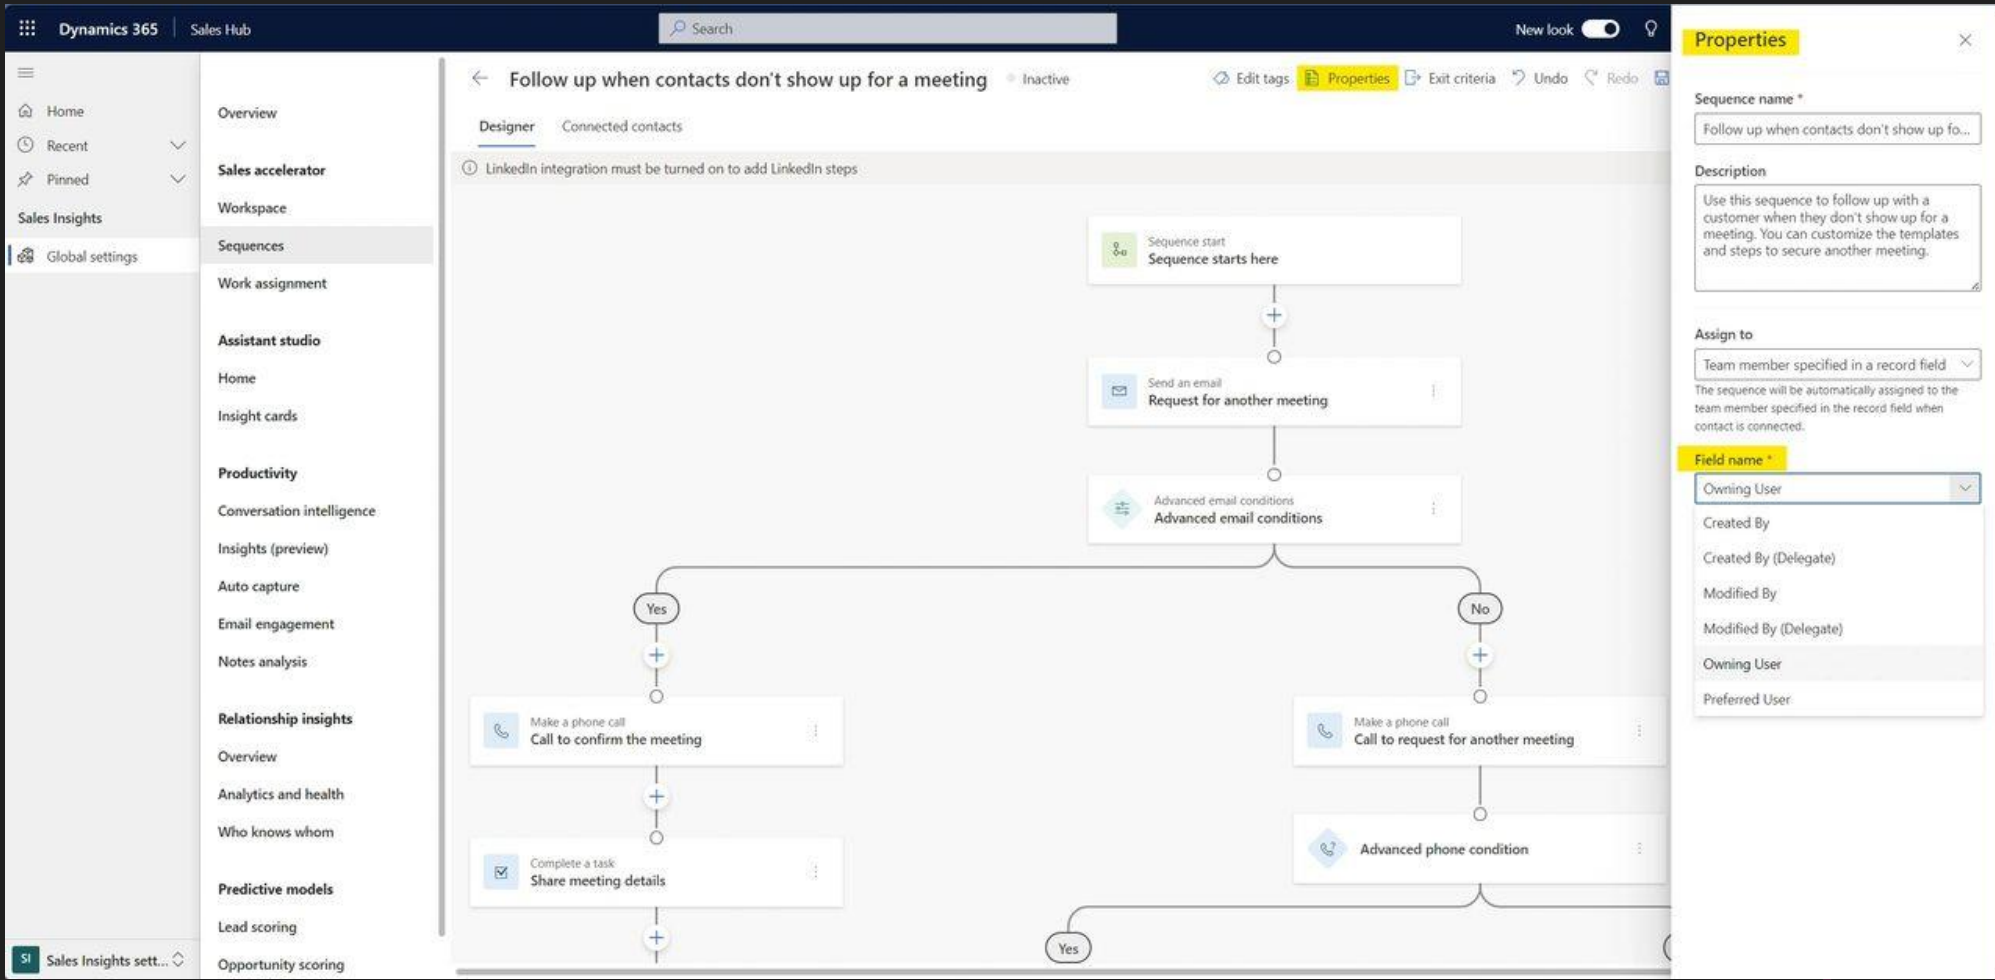 Dynamics 365
Sales Hub
Search
New look
Home
Recent
Pinned
Sales Insights
Global settings
SI
Sales Insights sett...
Overview
Sales accelerator
Workspace
Sequences
Work assignment
Assistant studio
Home
Insight cards
Productivity
Conversation intelligence
Insights (preview)
Auto capture
Email engagement
Notes analysis
Relationship insights
Overview
Analytics and health
Who knows whom
Predictive models
Lead scoring
Opportunity scoring
Follow up when contacts don't show up for a meeting
Inactive
Edit tags
Properties
Exit criteria
Undo
Redo
Designer
Connected contacts
LinkedIn integration must be turned on to add LinkedIn steps
Sequence start
Sequence starts here
Send an email
Request for another meeting
Advanced email conditions
Advanced email conditions
Yes
No
Make a phone call
Call to confirm the meeting
Make a phone call
Call to request for another meeting
Complete a task
Share meeting details
Advanced phone condition
Yes
Properties
Sequence name *
Follow up when contacts don't show up fo...
Description
Use this sequence to follow up with a
customer when they don't show up for a
meeting. You can customize the templates
and steps to secure another meeting.
Assign to
Team member specified in a record field
The sequence will be automatically assigned to the
team member specified in the record field when
contact is connected.
Field name *
Owning User
Created By
Created By (Delegate)
Modified By
Modified By (Delegate)
Owning User
Preferred User